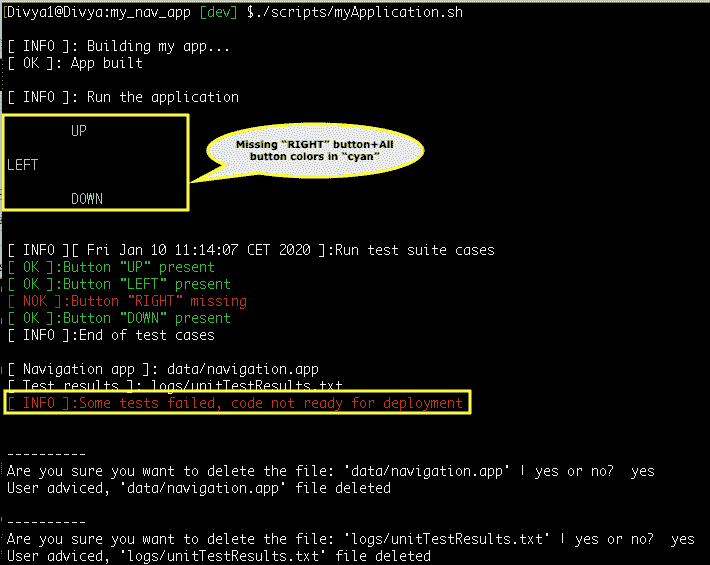 Divya1@Divya:my_nav_app [dev] $./scripts/myApplication.sh
[ INFO ]: Building my app...
[ OK ]: App built
[ INFO ]: Run the application
UP
Missing “RIGHT” button+All
button colors in “cyan”
LEFT
DOWN
[ INFO ][ Fri Jan 10 11:14:07 CET 2020 ]:Run test suite cases
[ OK ]:Button "UP" present
[ OK ]:Button "LEFT" present
[ NOK ]:Button "RIGHT" missing
[ OK ]:Button "DOWN" present
[ INFO ]:End of test cases
[ Navigation app ]: data/navigation.app
[ Test results ]: logs/unitTestResults.txt
[ INFO ]:Some tests failed, code not ready for deployment
----------
Are you sure you want to delete the file: 'data/navigation.app' | yes or no?  yes
User adviced, 'data/navigation.app' file deleted
----------
Are you sure you want to delete the file: 'logs/unitTestResults.txt' | yes or no?  yes
User adviced, 'logs/unitTestResults.txt' file deleted